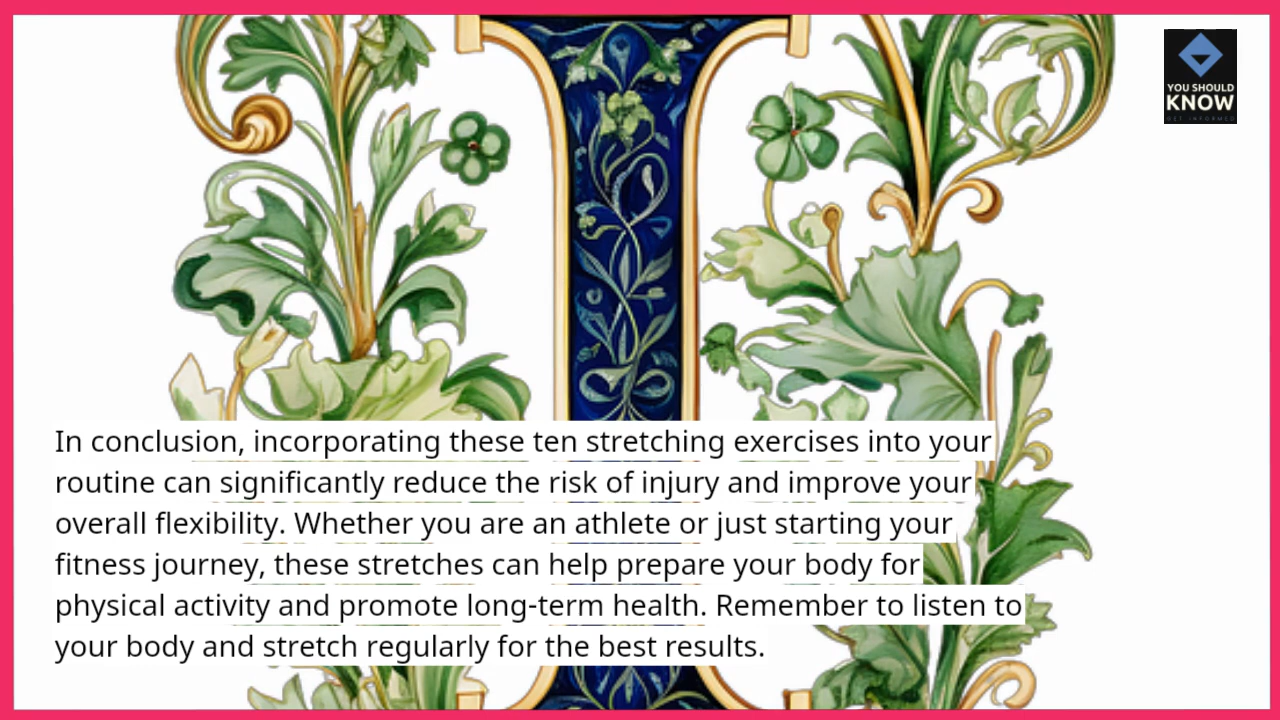 YOU SHOULD
KNOW
GET INFORMED
In conclusion, incorporating these ten stretching exercises into your
routine can significantly reduce the risk of injury and improve your
overall flexibility. Whether you are an athlete or just starting your
fitness journey, these stretches can help prepare your body for
physical activity and promote long-term health. Remember to listen to
your body and stretch regularly for the best results.